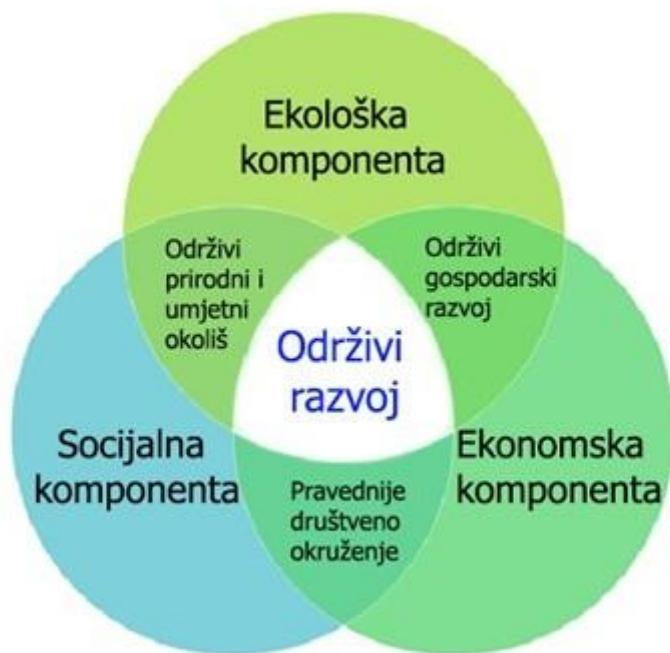 Ekološka
komponenta
Održivi
prirodni i
umjetni
okoliš
Održivi
gospodarski
razvoj
Održivi
razvoj
Socijalna
komponenta
Ekonomska
komponenta
Pravednije
društveno
okruženje